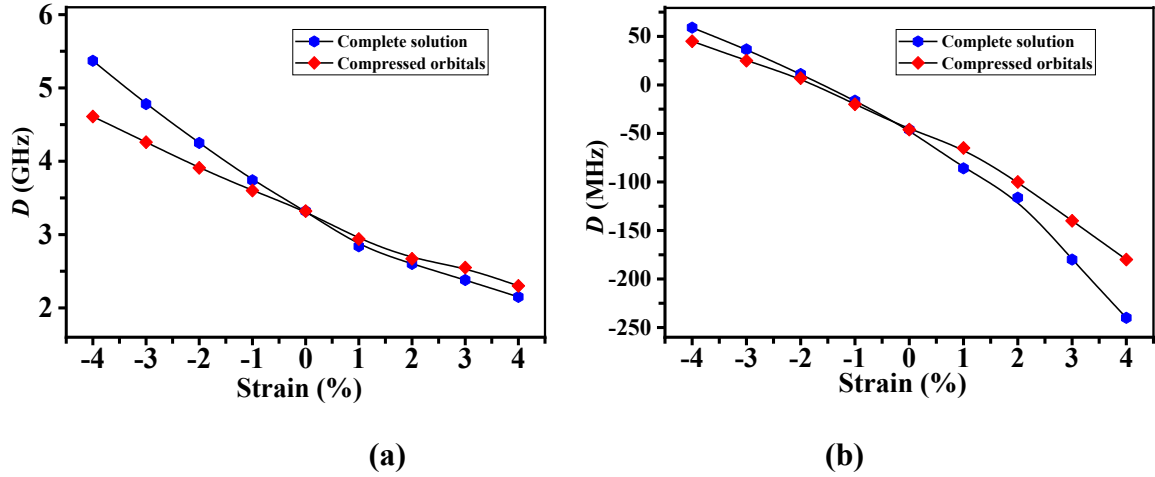 6
5
4
3
2
D (GHz)
Complete solution
Compressed orbitals
-4 -3 -2 -1 0 1 2 3 4
Strain (%)
(a)
50
0
-50
-100
-150
-200
-250
D (MHz)
Complete solution
Compressed orbitals
-4 -3 -2 -1 0 1 2 3 4
Strain (%)
(b)